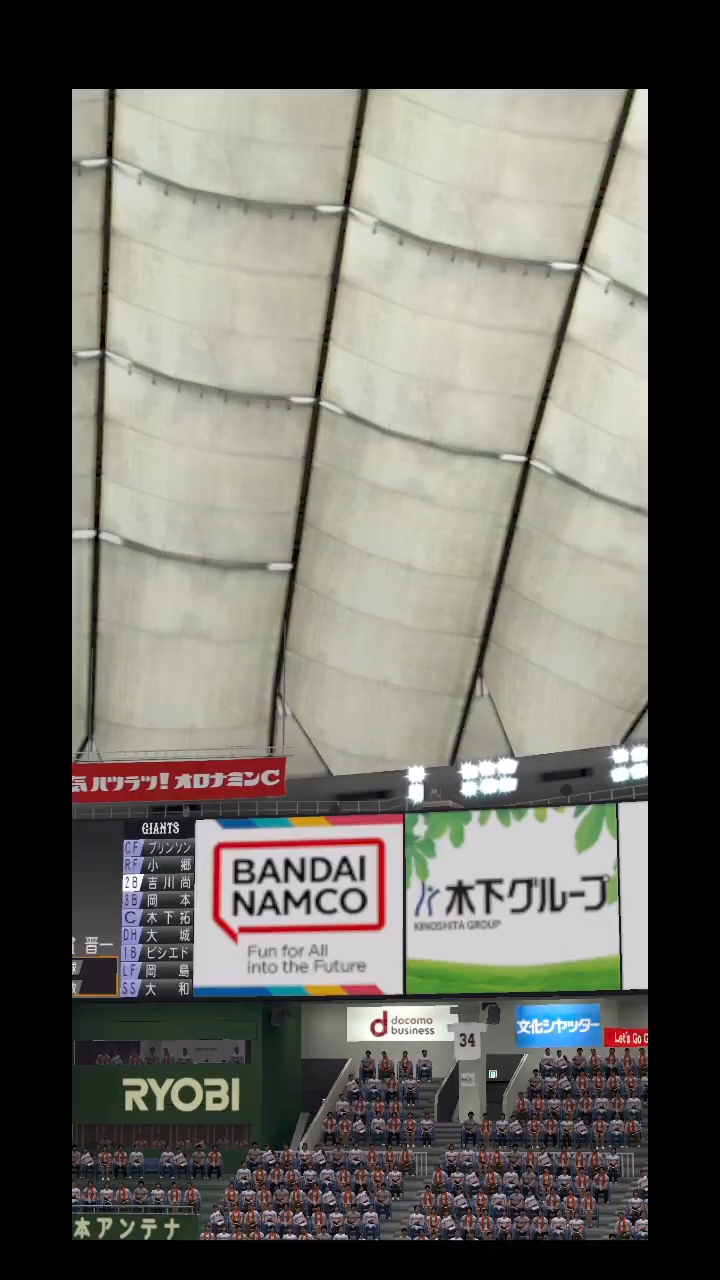 気 ハツラツ! オロナミンC
GIANTS
CF ブリンソン
RF 小 郷
2B 吉川尚
3B 岡 本
C 木下拓
DH 大 城
1B ビシエド
LF 岡 島
SS 大 和
晋一
BANDAI
NAMCO
Fun for All
into the Future
木下グループ
KINOSHITA GROUP
docomo
business
34
文化シヤッター
Let's Go G
RYOBI
本アンテナ